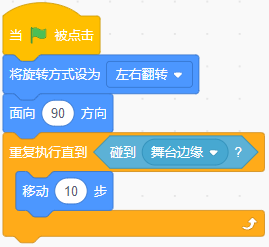 当 被点击
将旋转方式设为 左右翻转
面向 90 方向
重复执行直到 碰到 舞台边缘 ?
移动 10 步